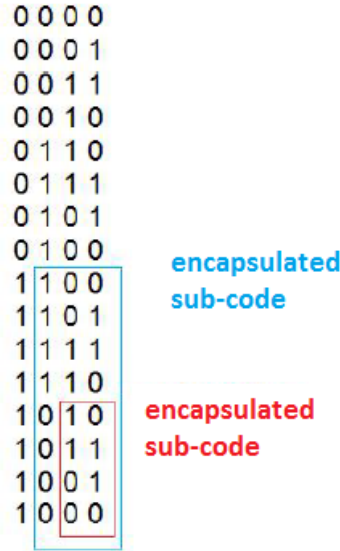 0 0 0 0
0 0 0 1
0 0 1 1
0 0 1 0
0 1 1 0
0 1 1 1
0 1 0 1
0 1 0 0
1 1 0 0
1 1 0 1
1 1 1 1
1 1 1 0
1 0 1 0
1 0 1 1
1 0 0 1
1 0 0 0
encapsulated
sub-code
encapsulated
sub-code